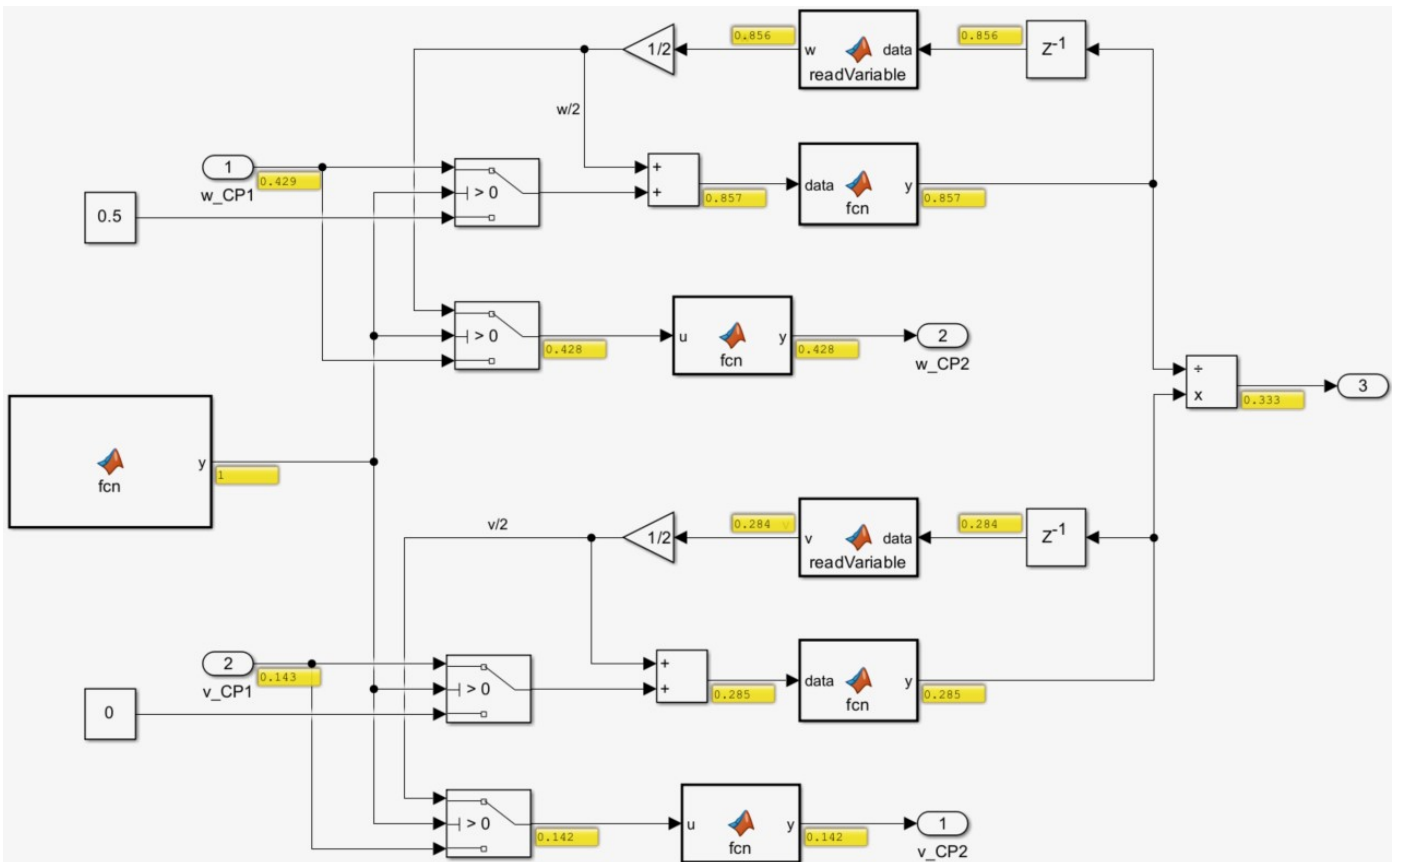 1/2
0.856
w
data
readVariable
0.856
Z-1
w/2
1
w_CP1
0.429
> 0
+
+
0.857
data
y
fcn
0.857
0.5
> 0
0.428
u
y
fcn
0.428
2
w_CP2
÷
x
0.333
3
y
fcn
1
v/2
1/2
0.284 v
v
data
readVariable
0.284
Z-1
2
v_CP1
0.143
> 0
+
+
0.285
data
y
fcn
0.285
0
> 0
0.142
u
y
fcn
0.142
1
v_CP2